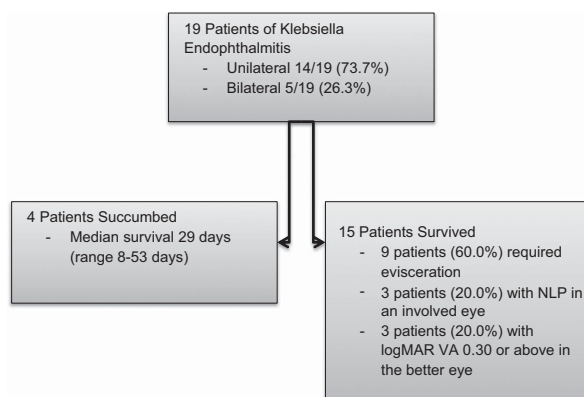 19 Patients of Klebsiella
Endophthalmitis
- Unilateral 14/19 (73.7%)
- Bilateral 5/19 (26.3%)
4 Patients Succumbed
- Median survival 29 days
(range 8-53 days)
15 Patients Survived
- 9 patients (60.0%) required
evisceration
- 3 patients (20.0%) with NLP in
an involved eye
- 3 patients (20.0%) with
logMAR VA 0.30 or above in
the better eye